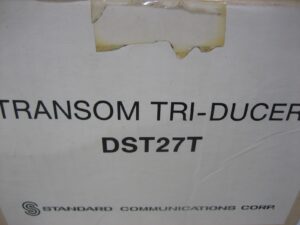 TRANSOM TRI-DUCER
DST27T
STANDARD COMMUNICATIONS CORP.